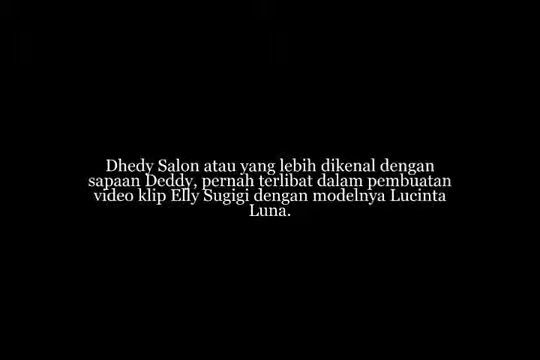 Dhedy Salon atau yang lebih dikenal dengan
sapaan Deddy, pernah terlibat dalam pembuatan
video klip Elly Sugigi dengan modelnya Lucinta
Luna.